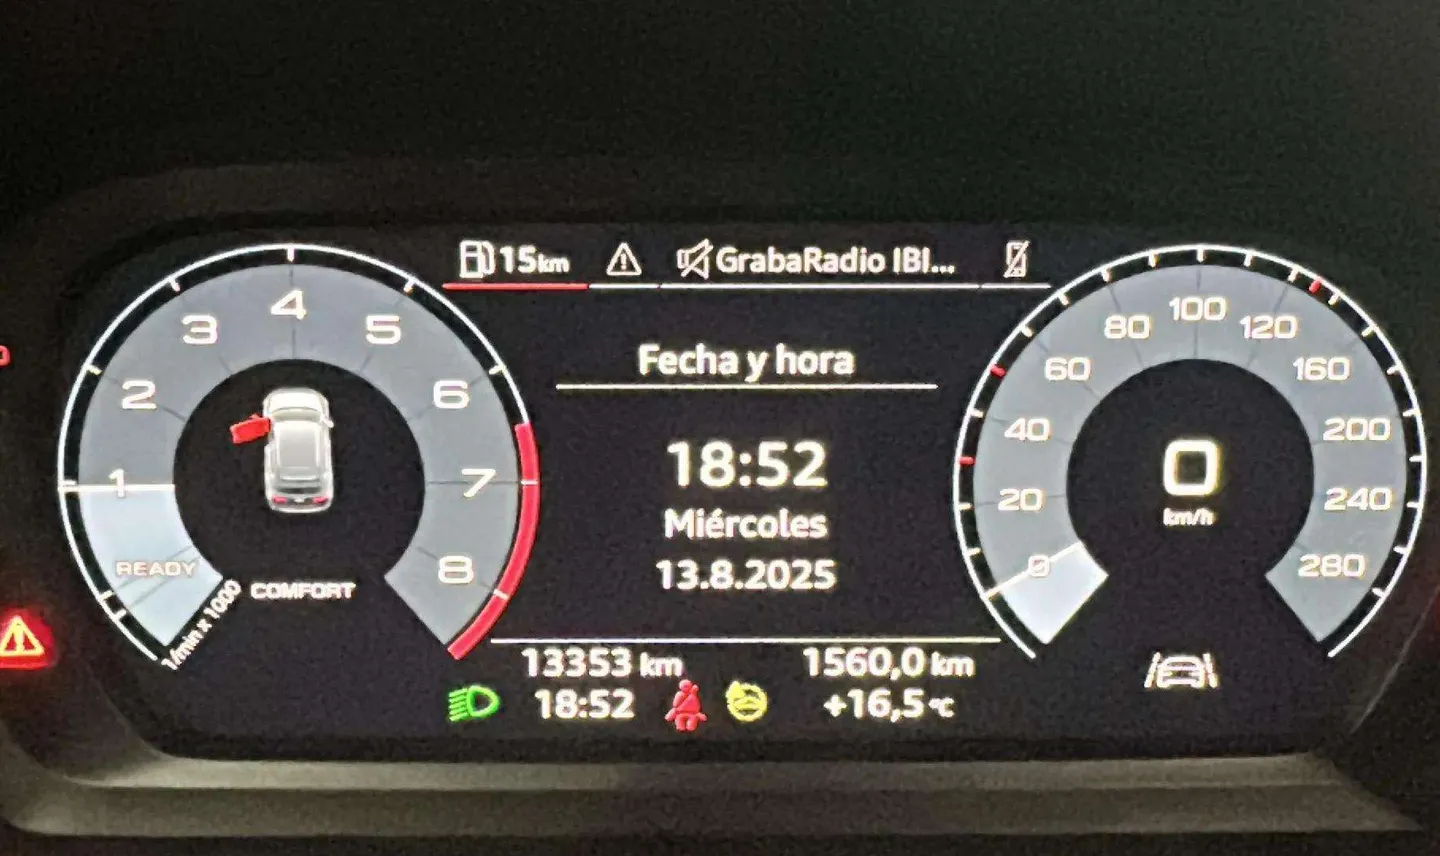 15 km
GrabaRadio IBI...
1
2
3
4
5
6
7
8
READY
1/min x 1000
COMFORT
Fecha y hora
18:52
Miércoles
13.8.2025
13353 km
1560,0 km
18:52
+16,5 °C
0
20
40
60
80
100
120
160
200
240
280
0
km/h